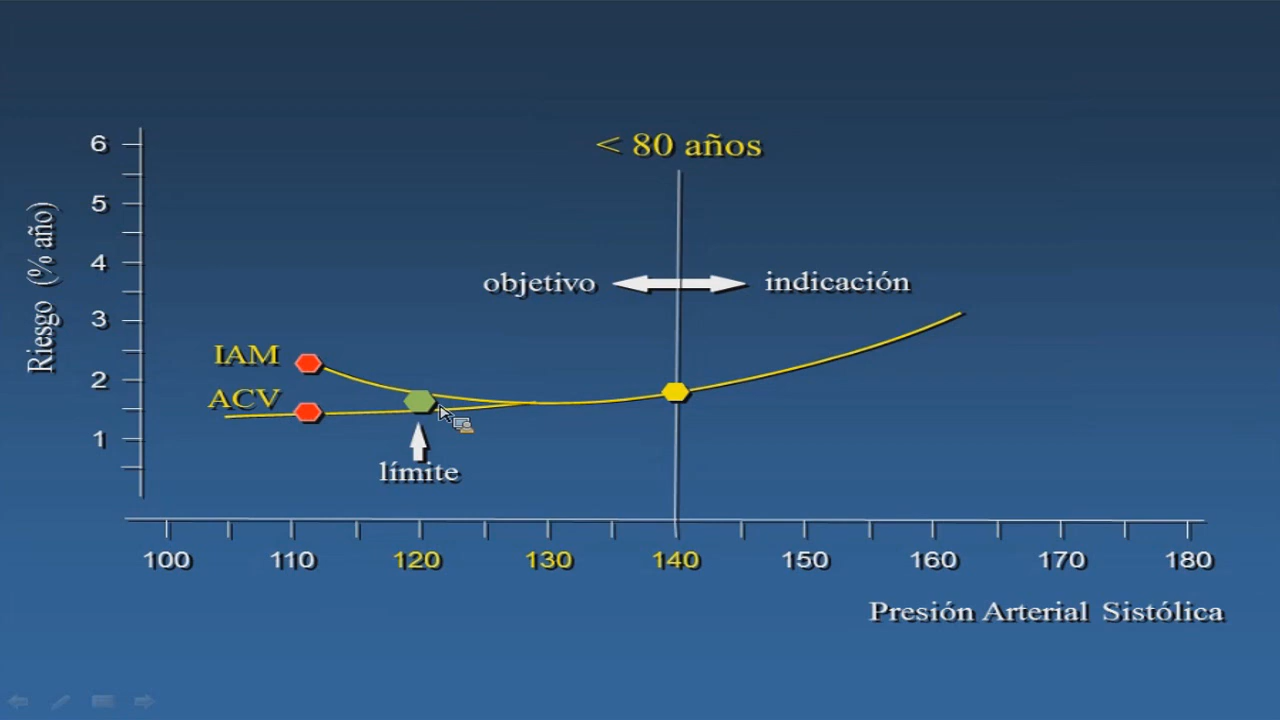 < 80 años
6
5
4
3
2
1
Riesgo (% año)
objetivo
indicación
IAM
ACV
límite
100 110 120 130 140 150 160 170 180
Presión Arterial Sistólica